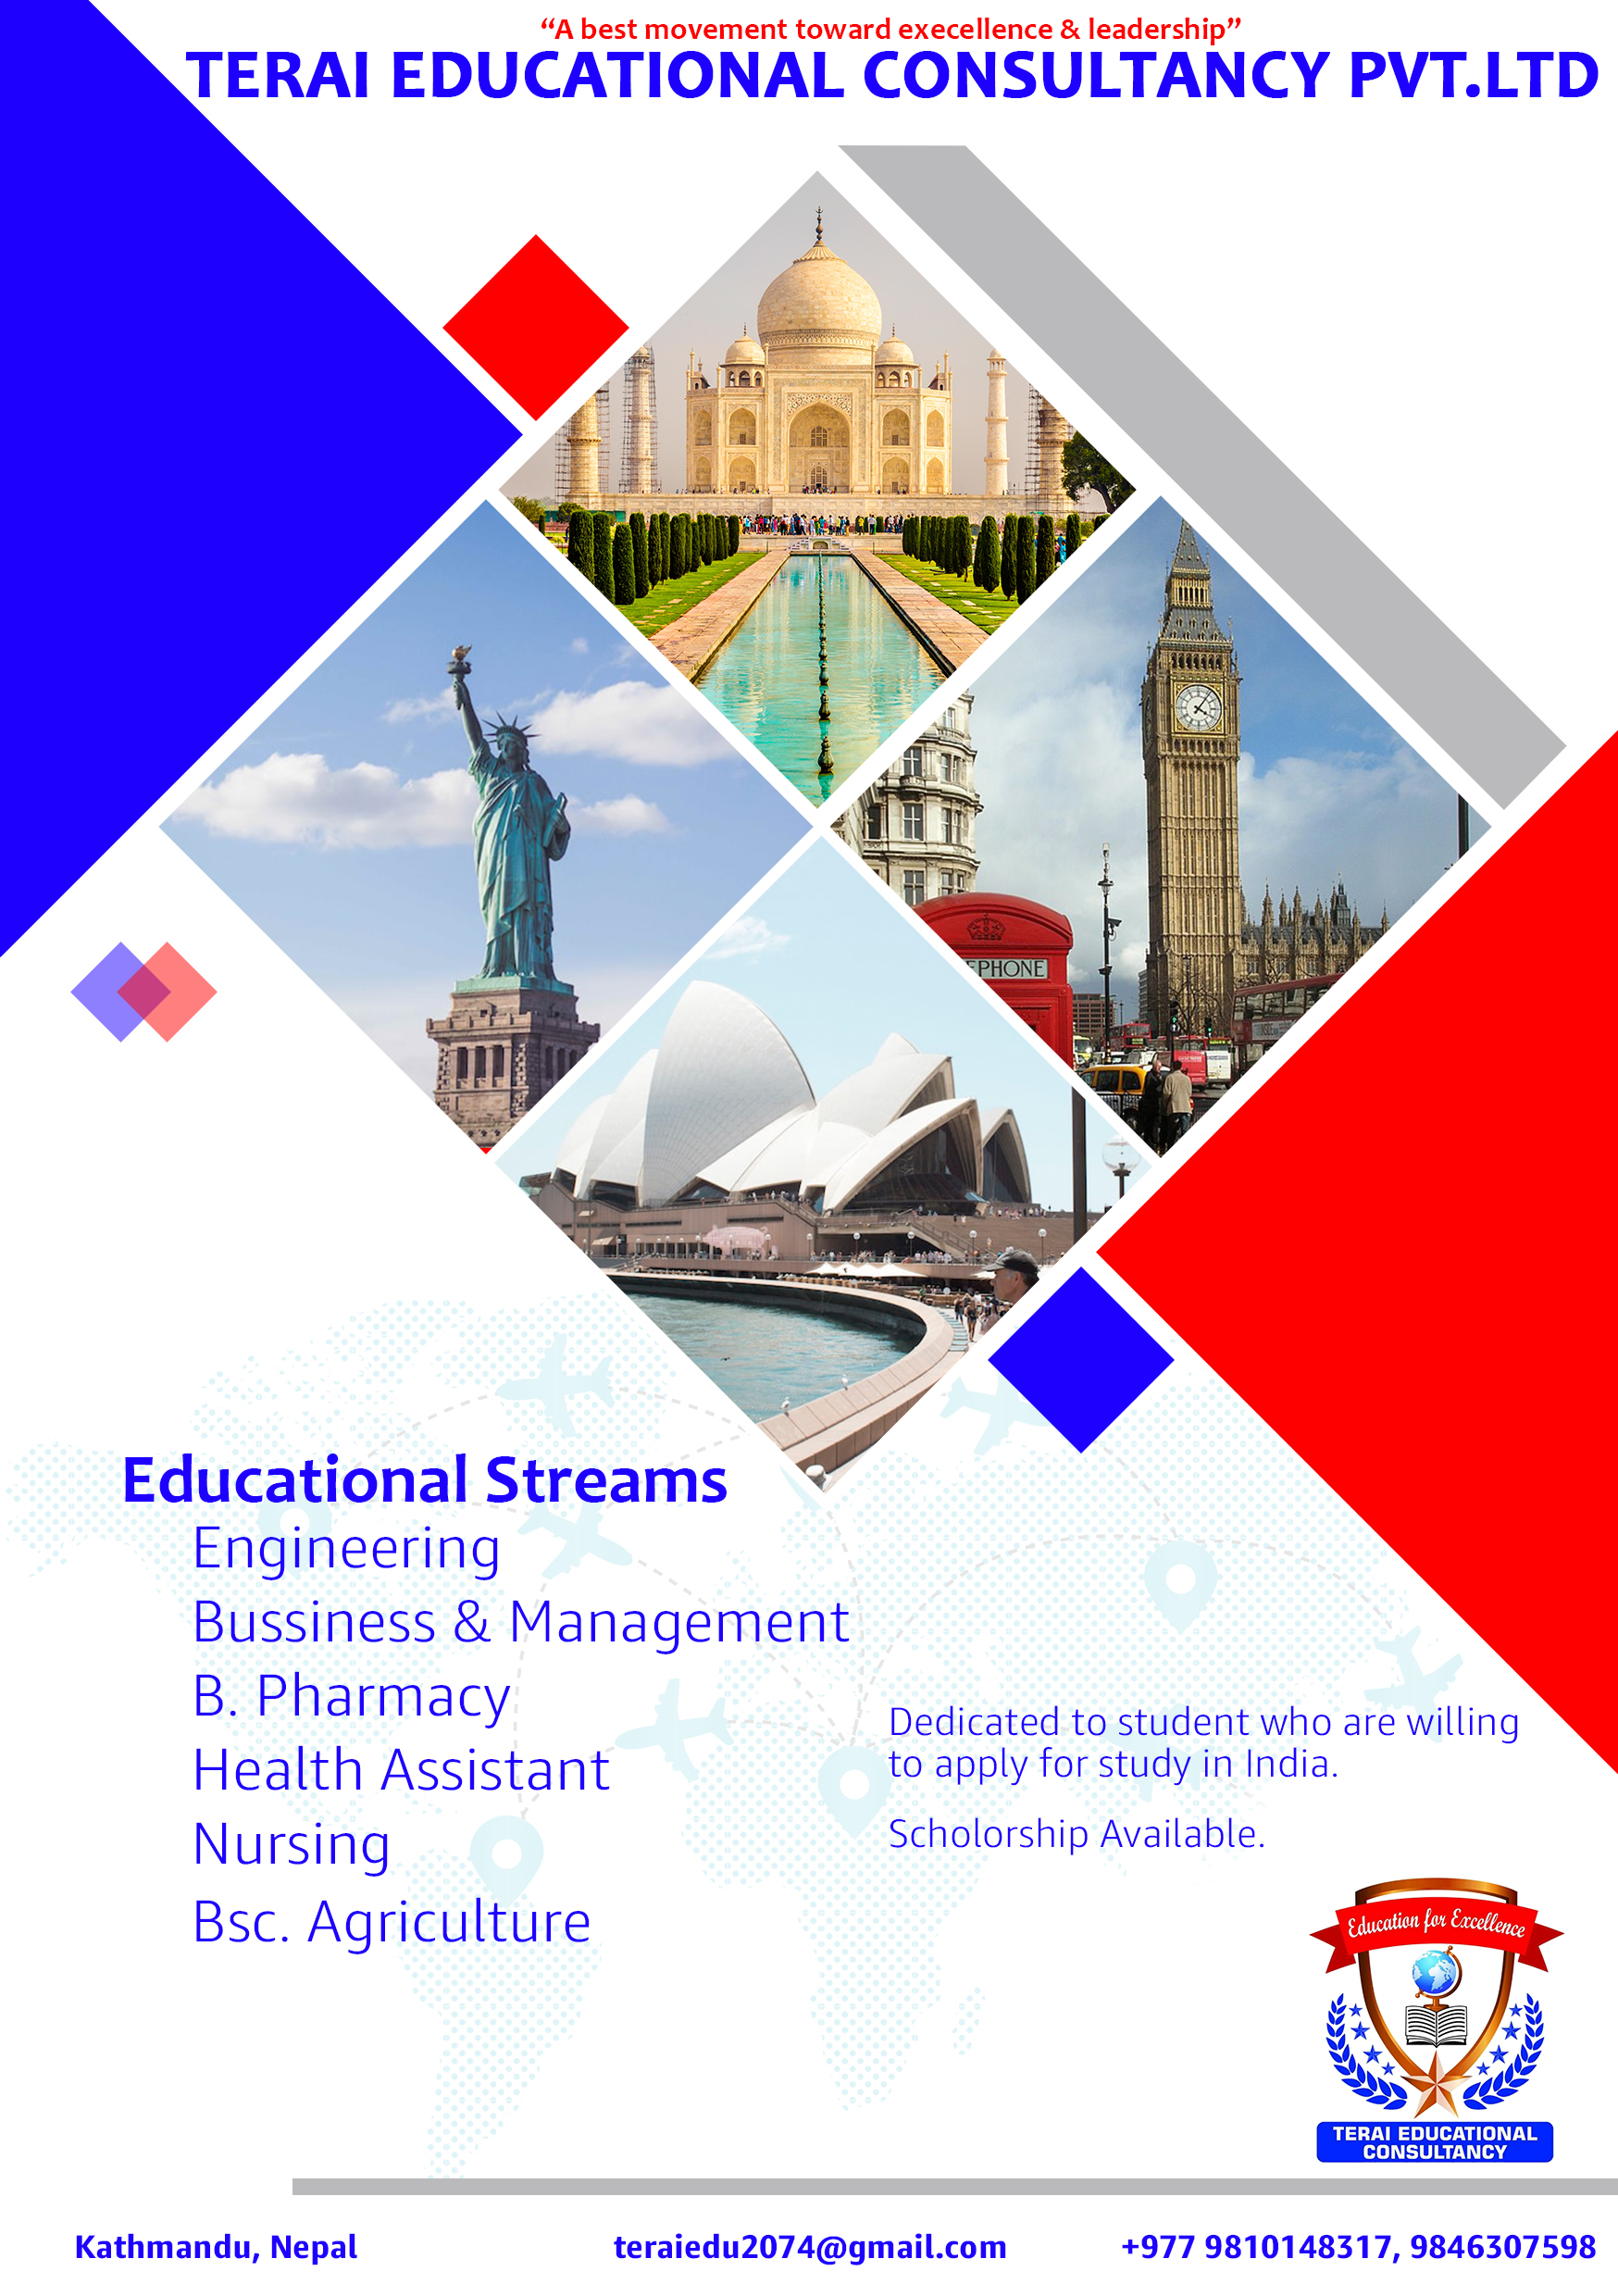 “A best movement toward execellence & leadership”
TERAI EDUCATIONAL CONSULTANCY PVT.LTD
EPHONE
Educational Streams
Engineering
Bussiness & Management
B. Pharmacy
Health Assistant
Nursing
Bsc. Agriculture
Dedicated to student who are willing
to apply for study in India.
Scholorship Available.
Education for Excellence
TERAI EDUCATIONAL
CONSULTANCY
Kathmandu, Nepal
teraiedu2074@gmail.com
+977 9810148317, 9846307598